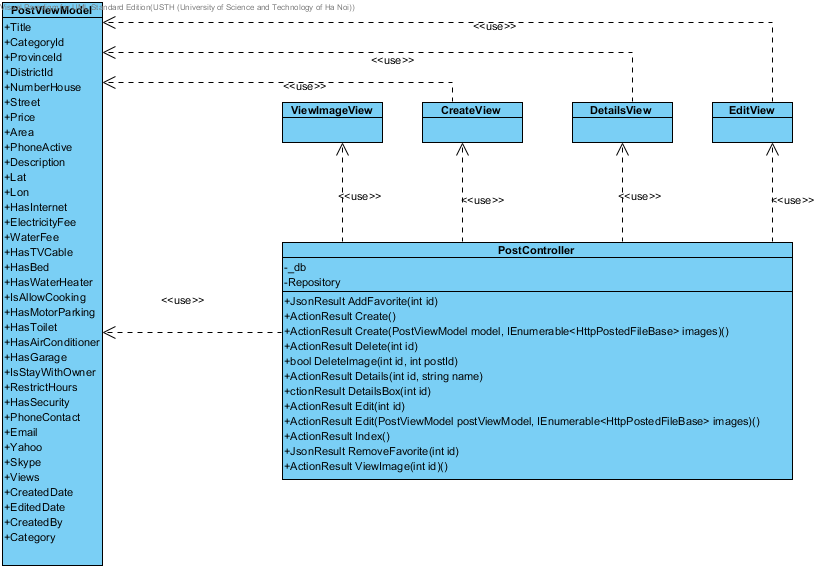 Standard Edition(USTH (University of Science and Technology of Ha Noi))
PostViewModel
+Title
+CategoryId
+ProvinceId
+DistrictId
+NumberHouse
+Street
+Price
+Area
+PhoneActive
+Description
+Lat
+Lon
+HasInternet
+ElectricityFee
+WaterFee
+HasTVCable
+HasBed
+HasWaterHeater
+IsAllowCooking
+HasMotorParking
+HasToilet
+HasAirConditioner
+HasGarage
+IsStayWithOwner
+RestrictHours
+HasSecurity
+PhoneContact
+Email
+Yahoo
+Skype
+Views
+CreatedDate
+EditedDate
+CreatedBy
+Category
<<use>>
<<use>>
<<use>>
ViewImageView
CreateView
DetailsView
EditView
<<use>>
<<use>>
<<use>>
<<use>>
<<use>>
PostController
-_db
-Repository
+JsonResult AddFavorite(int id)
+ActionResult Create()
+ActionResult Create(PostViewModel model, IEnumerable<HttpPostedFileBase> images)()
+ActionResult Delete(int id)
+bool DeleteImage(int id, int postId)
+ActionResult Details(int id, string name)
+ctionResult DetailsBox(int id)
+ActionResult Edit(int id)
+ActionResult Edit(PostViewModel postViewModel, IEnumerable<HttpPostedFileBase> images)()
+ActionResult Index()
+JsonResult RemoveFavorite(int id)
+ActionResult ViewImage(int id)()